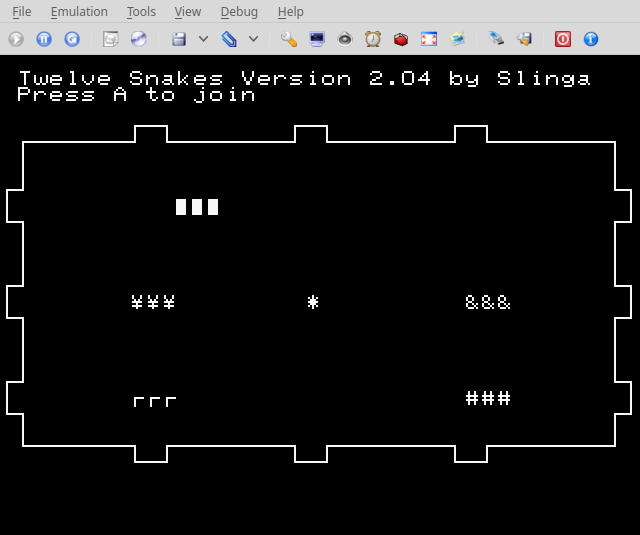 File Emulation Tools View Debug Help
Twelve Snakes Version 2.04 by Slinga
Press A to join
¥¥¥ * &&&
###